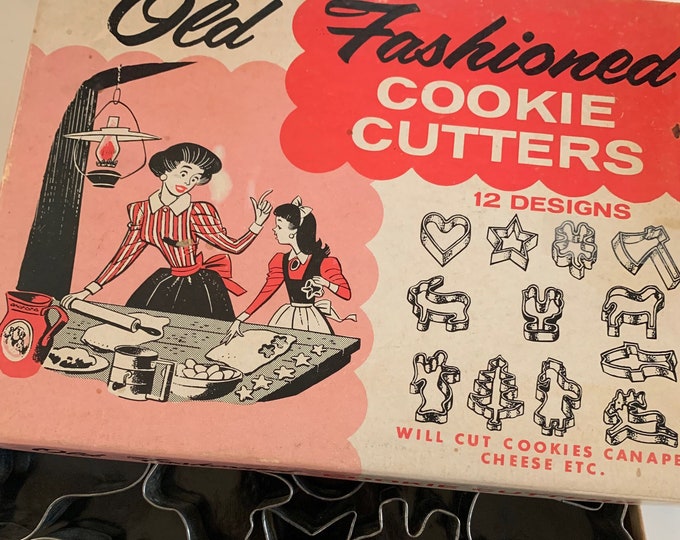 Old Fashioned
COOKIE
CUTTERS
12 DESIGNS
WILL CUT COOKIES CANAPE
CHEESE ETC.